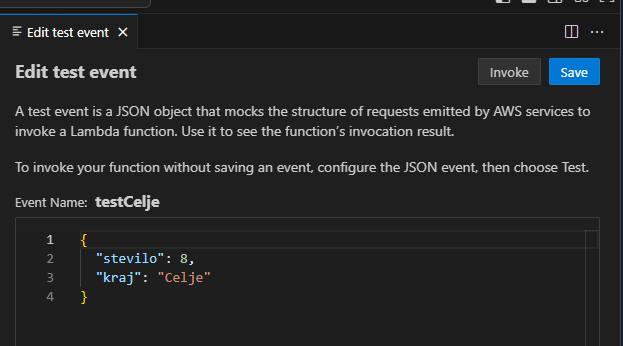 Edit test event
Edit test event
Invoke
Save
A test event is a JSON object that mocks the structure of requests emitted by AWS services to
invoke a Lambda function. Use it to see the function’s invocation result.
To invoke your function without saving an event, configure the JSON event, then choose Test.
Event Name: testCelje
1 {
2 "stevilo": 8,
3 "kraj": "Celje"
4 }